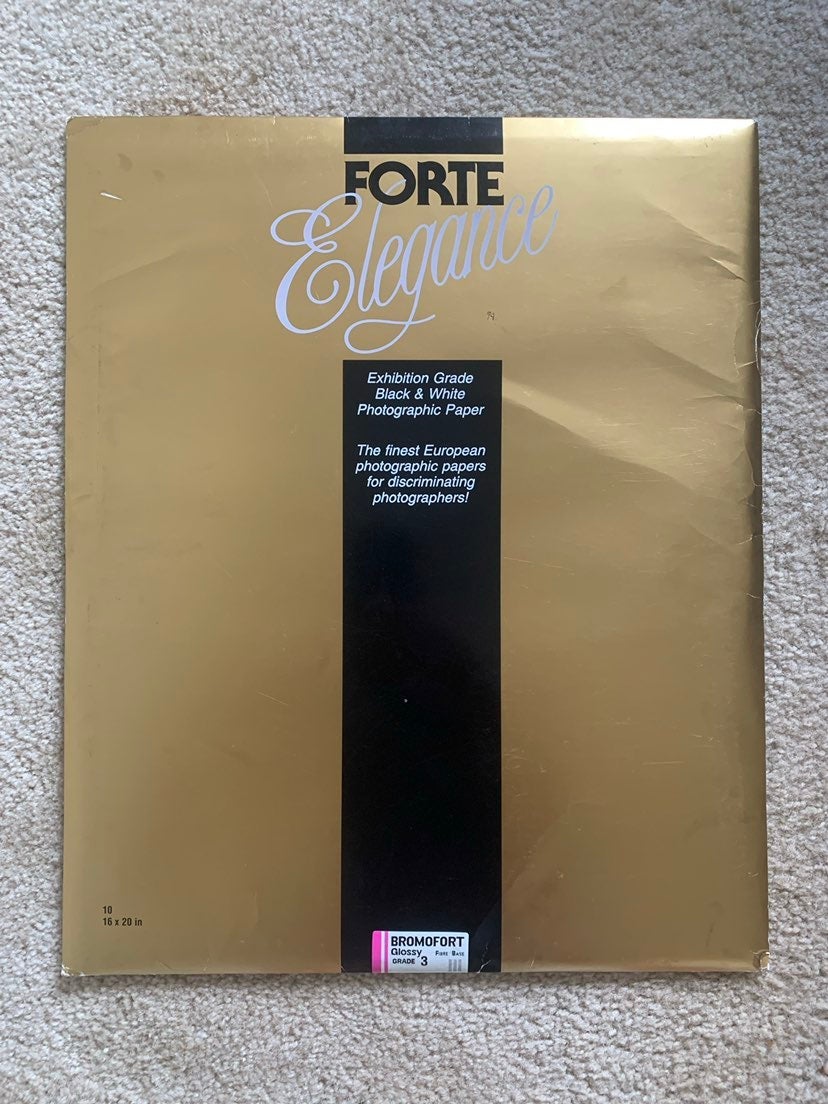 FORTE
Elegance
Exhibition Grade
Black & White
Photographic Paper
The finest European
photographic papers
for discriminating
photographers!
10
16 x 20 in
BROMOFORT
Glossy FIBRE BASE
GRADE 3